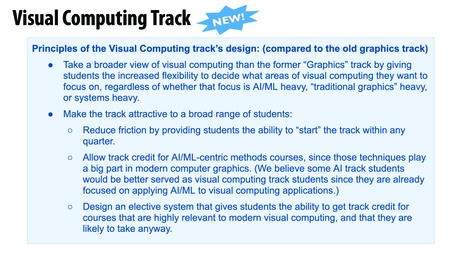 Visual Computing Track
NEW!
Principles of the Visual Computing track's design: (compared to the old graphics track)
● Take a broader view of visual computing than the former “Graphics” track by giving
students the increased flexibility to decide what areas of visual computing they want to
focus on, regardless of whether that focus is AI/ML heavy, “traditional graphics” heavy,
or systems heavy.
● Make the track attractive to a broad range of students:
○ Reduce friction by providing students the ability to “start” the track within any
quarter.
○ Allow track credit for AI/ML-centric methods courses, since those techniques play
a big part in modern computer graphics. (We believe some AI track students
would be better served as visual computing track students since they are already
focused on applying AI/ML to visual computing applications.)
○ Design an elective system that gives students the ability to get track credit for
courses that are highly relevant to modern visual computing, and that they are
likely to take anyway.